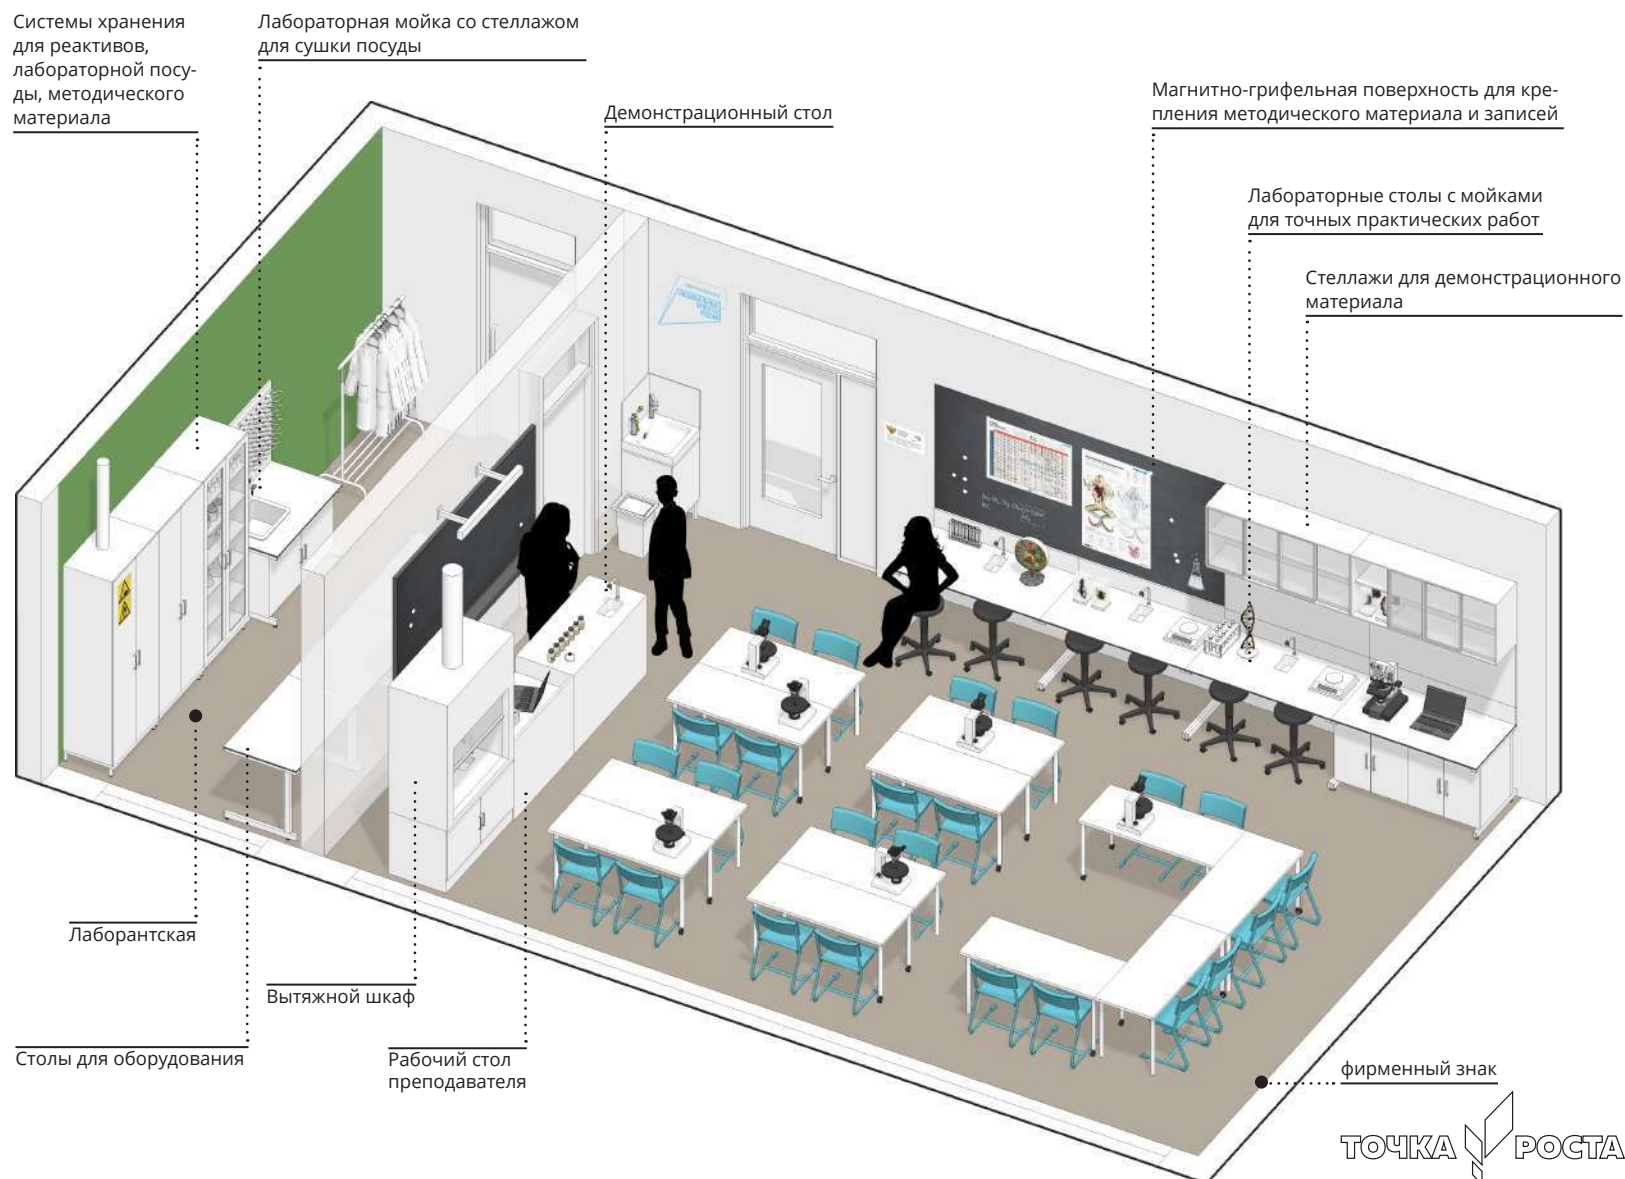 Системы хранения
для реактивов,
лабораторной посу-
ды, методического
материала
Лабораторная мойка со стеллажом
для сушки посуды
Демонстрационный стол
Магнитно-грифельная поверхность для кре-
пления методического материала и записей
Лабораторные столы с мойками
для точных практических работ
Стеллажи для демонстрационного
материала
Лаборантская
Вытяжной шкаф
Столы для оборудования
Рабочий стол
преподавателя
фирменный знак
ТОЧКА РОСТА